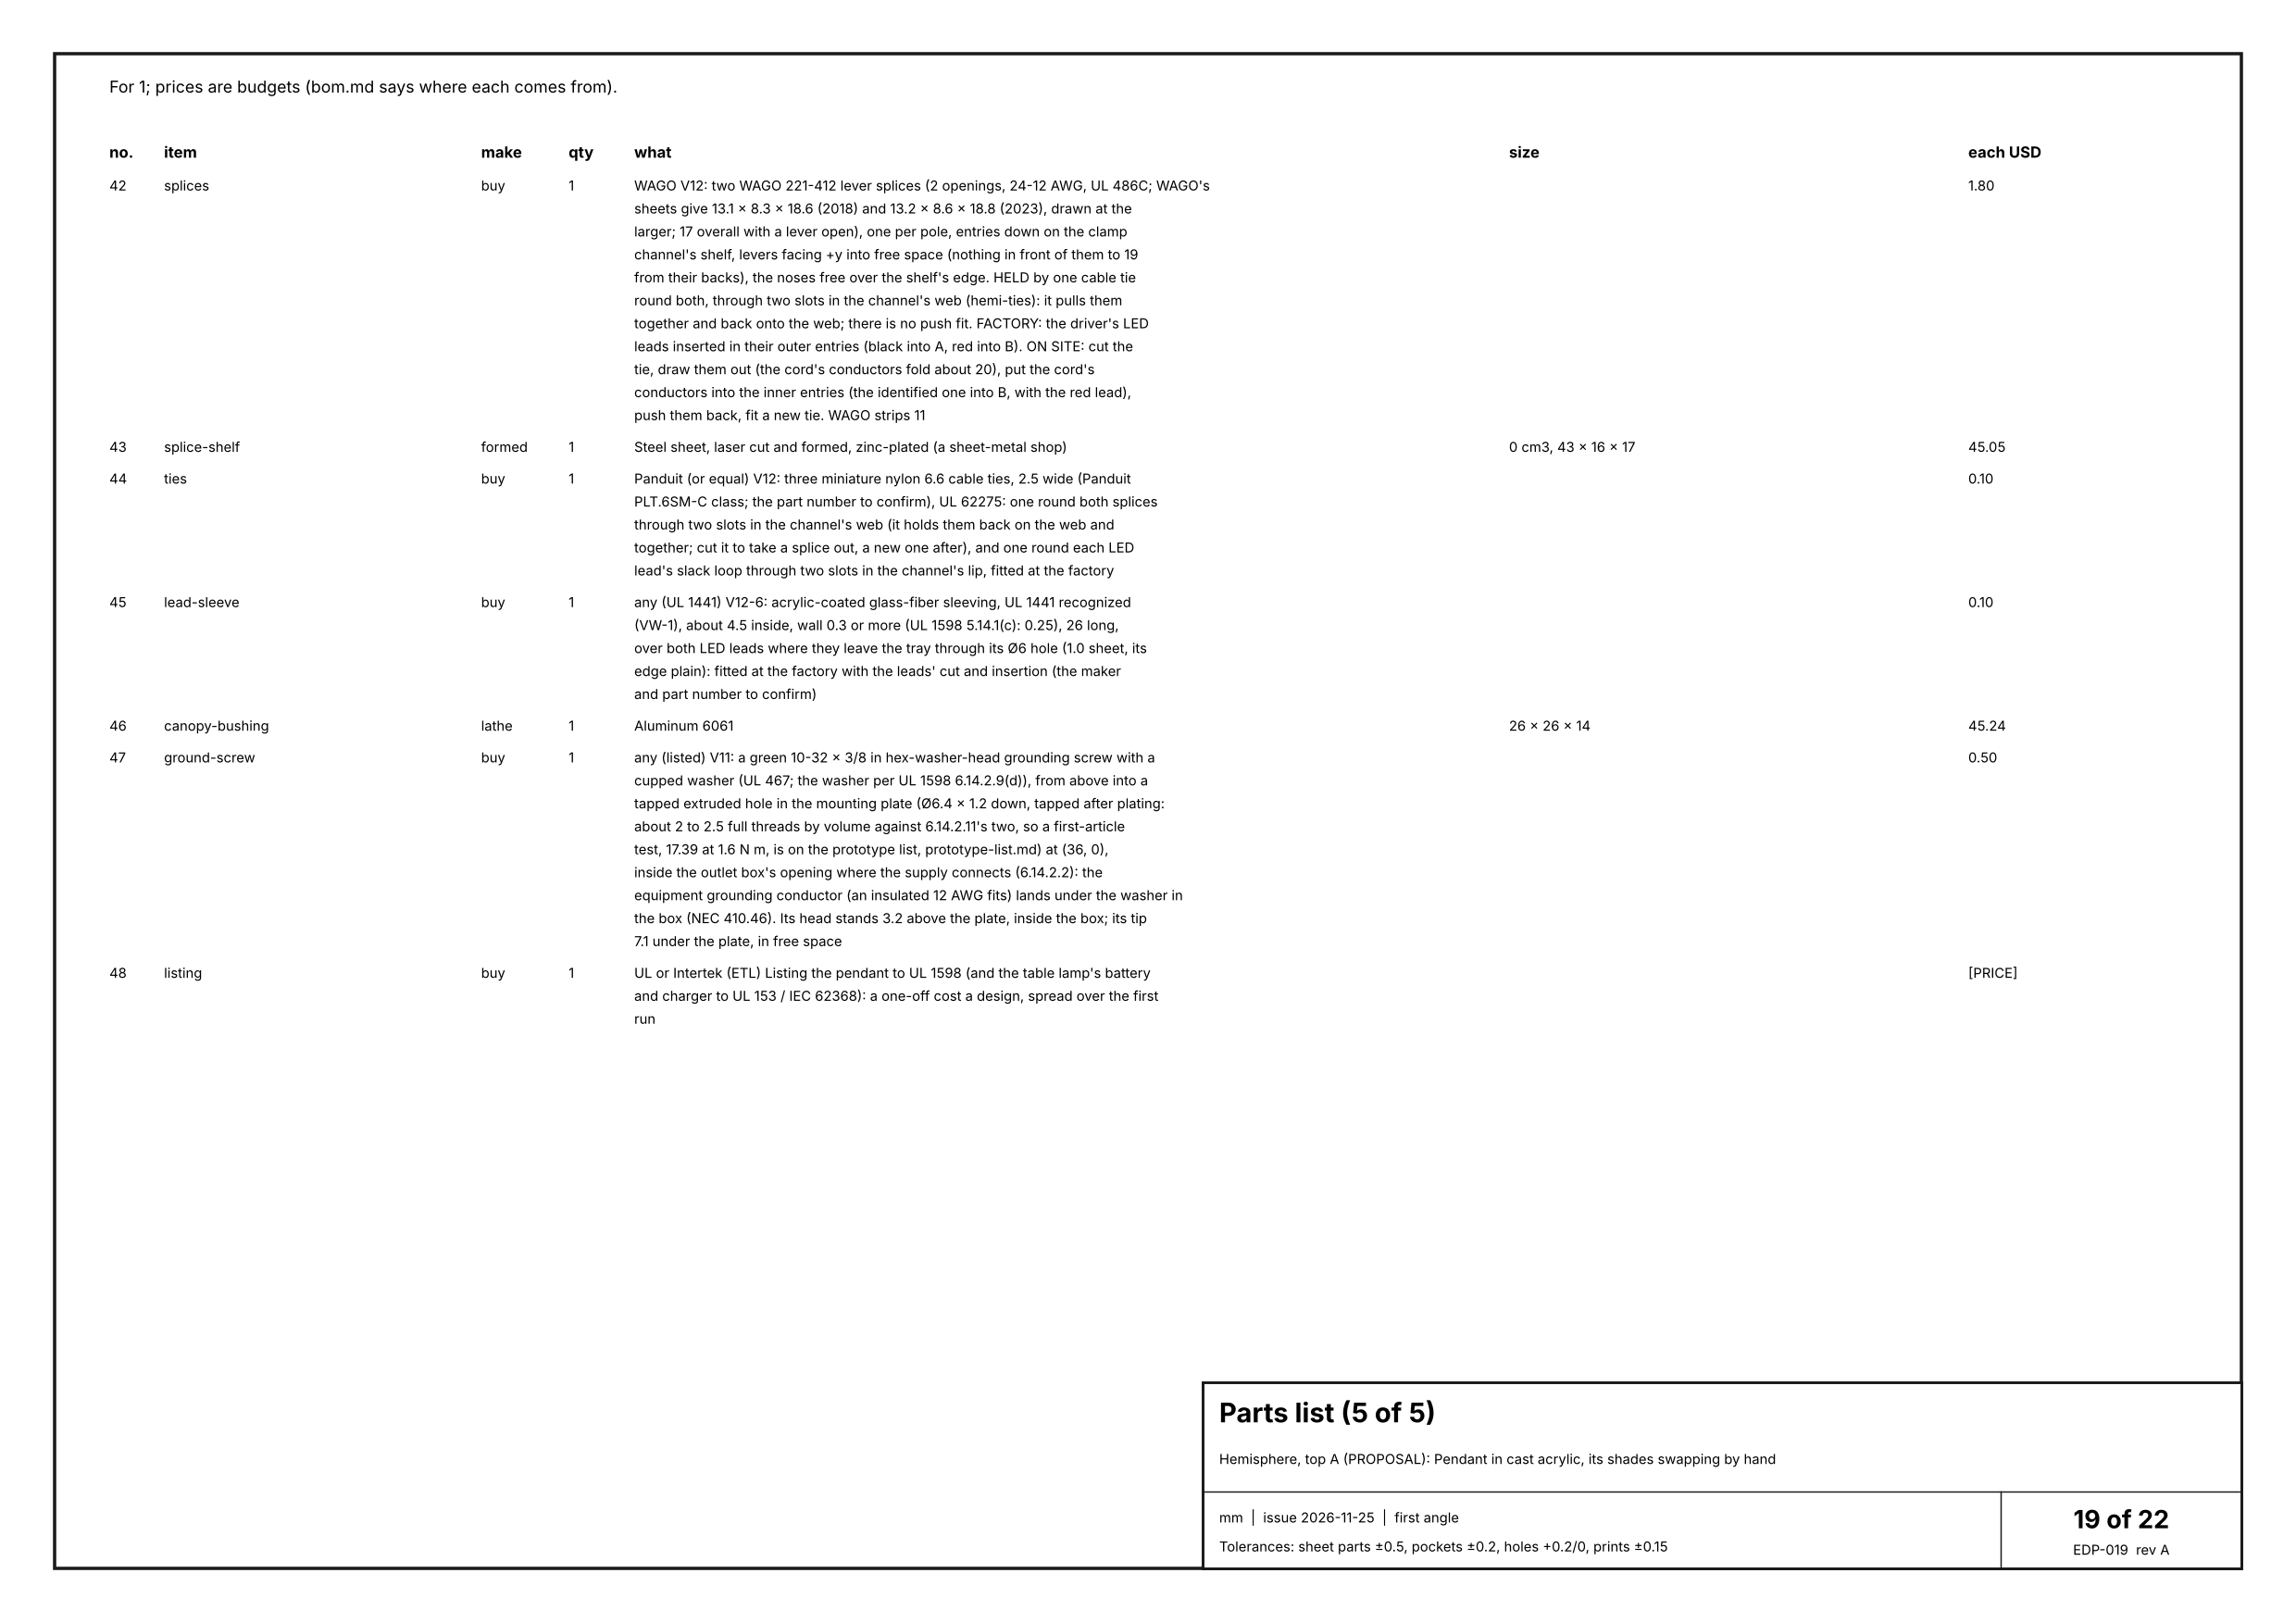 For 1; prices are budgets (bom.md says where each comes from).
no. item make qty what size each USD
42 splices buy 1 WAGO V12: two WAGO 221-412 lever splices (2 openings, 24-12 AWG, UL 486C; WAGO's 1.80
sheets give 13.1 × 8.3 × 18.6 (2018) and 13.2 × 8.6 × 18.8 (2023), drawn at the
larger; 17 overall with a lever open), one per pole, entries down on the clamp
channel's shelf, levers facing +y into free space (nothing in front of them to 19
from their backs), the noses free over the shelf's edge. HELD by one cable tie
round both, through two slots in the channel's web (hemi-ties): it pulls them
together and back onto the web; there is no push fit. FACTORY: the driver's LED
leads inserted in their outer entries (black into A, red into B). ON SITE: cut the
tie, draw them out (the cord's conductors fold about 20), put the cord's
conductors into the inner entries (the identified one into B, with the red lead),
push them back, fit a new tie. WAGO strips 11
43 splice-shelf formed 1 Steel sheet, laser cut and formed, zinc-plated (a sheet-metal shop) 0 cm3, 43 × 16 × 17 45.05
44 ties buy 1 Panduit (or equal) V12: three miniature nylon 6.6 cable ties, 2.5 wide (Panduit 0.10
PLT.6SM-C class; the part number to confirm), UL 62275: one round both splices
through two slots in the channel's web (it holds them back on the web and
together; cut it to take a splice out, a new one after), and one round each LED
lead's slack loop through two slots in the channel's lip, fitted at the factory
45 lead-sleeve buy 1 any (UL 1441) V12-6: acrylic-coated glass-fiber sleeving, UL 1441 recognized 0.10
(VW-1), about 4.5 inside, wall 0.3 or more (UL 1598 5.14.1(c): 0.25), 26 long,
over both LED leads where they leave the tray through its Ø6 hole (1.0 sheet, its
edge plain): fitted at the factory with the leads' cut and insertion (the maker
and part number to confirm)
46 canopy-bushing lathe 1 Aluminum 6061 26 × 26 × 14 45.24
47 ground-screw buy 1 any (listed) V11: a green 10-32 × 3/8 in hex-washer-head grounding screw with a 0.50
cupped washer (UL 467; the washer per UL 1598 6.14.2.9(d)), from above into a
tapped extruded hole in the mounting plate (Ø6.4 × 1.2 down, tapped after plating:
about 2 to 2.5 full threads by volume against 6.14.2.11's two, so a first-article
test, 17.39 at 1.6 N m, is on the prototype list, prototype-list.md) at (36, 0),
inside the outlet box's opening where the supply connects (6.14.2.2): the
equipment grounding conductor (an insulated 12 AWG fits) lands under the washer in
the box (NEC 410.46). Its head stands 3.2 above the plate, inside the box; its tip
7.1 under the plate, in free space
48 listing buy 1 UL or Intertek (ETL) Listing the pendant to UL 1598 (and the table lamp's battery [PRICE]
and charger to UL 153 / IEC 62368): a one-off cost a design, spread over the first
run
Parts list (5 of 5)
Hemisphere, top A (PROPOSAL): Pendant in cast acrylic, its shades swapping by hand
mm | issue 2026-11-25 | first angle
Tolerances: sheet parts ±0.5, pockets ±0.2, holes +0.2/0, prints ±0.15
19 of 22
EDP-019 rev A